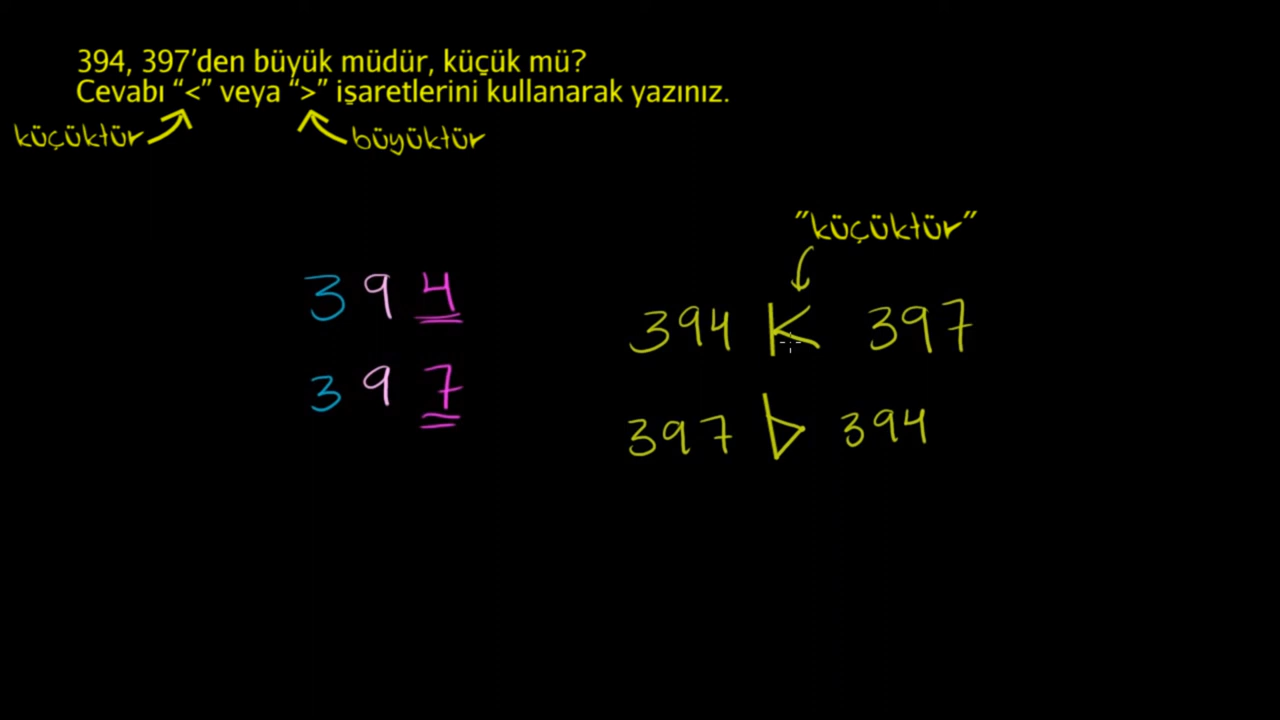 394, 397’den büyük müdür, küçük mü?
Cevabı “<” veya “>” işaretlerini kullanarak yazınız.
küçüktür büyüktür
"küçüktür"
394
394 < 397
397
397 > 394